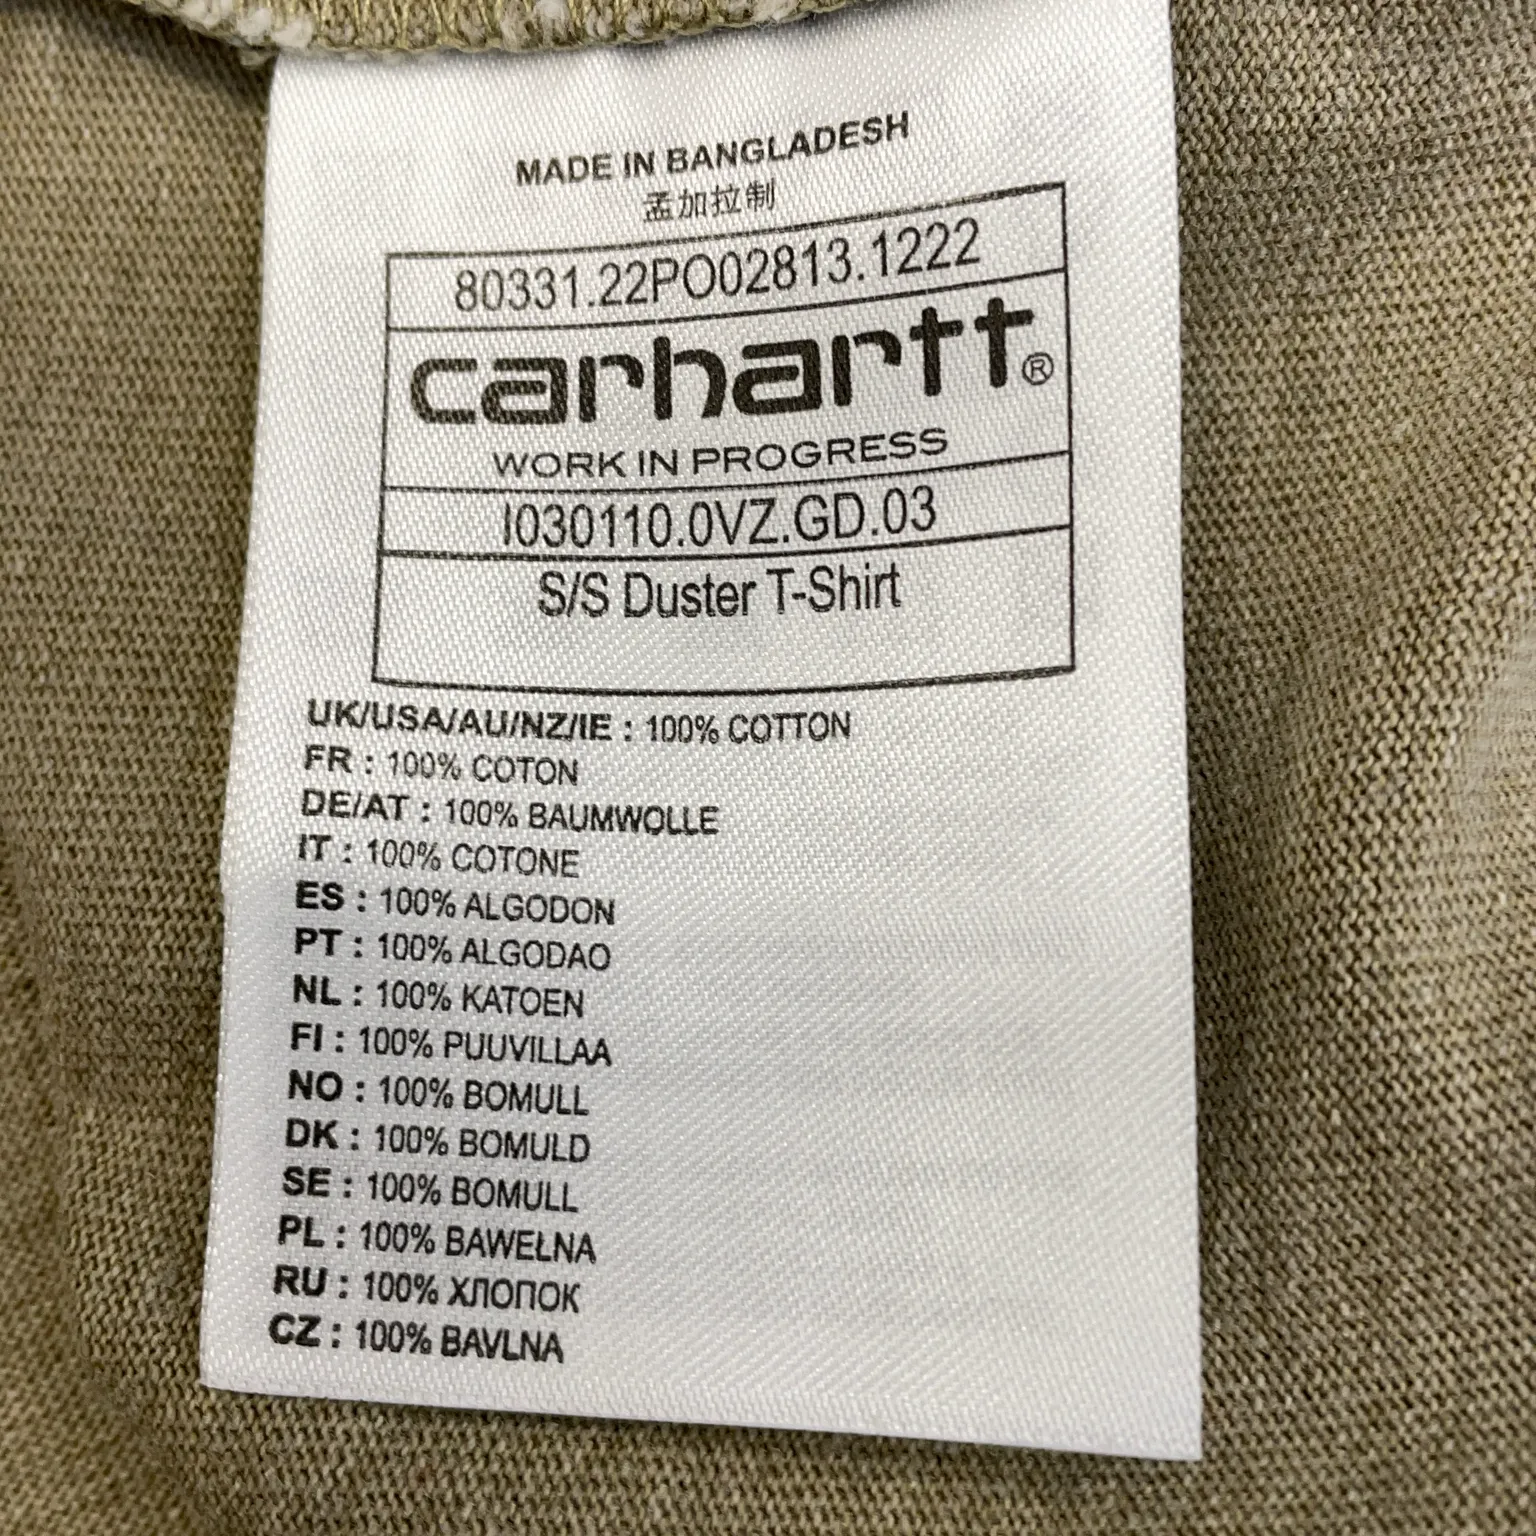 MADE IN BANGLADESH
孟加拉制
80331.22PO02813.1222
carhartt®
WORK IN PROGRESS
I030110.0VZ.GD.03
S/S Duster T-Shirt
UK/USA/AU/NZ/IE : 100% COTTON
FR : 100% COTON
DE/AT : 100% BAUMWOLLE
IT : 100% COTONE
ES : 100% ALGODON
PT : 100% ALGODAO
NL : 100% KATOEN
FI : 100% PUUVILLAA
NO : 100% BOMULL
DK : 100% BOMULD
SE : 100% BOMULL
PL : 100% BAWEŁNA
RU : 100% ХЛОПОК
CZ : 100% BAVLNA